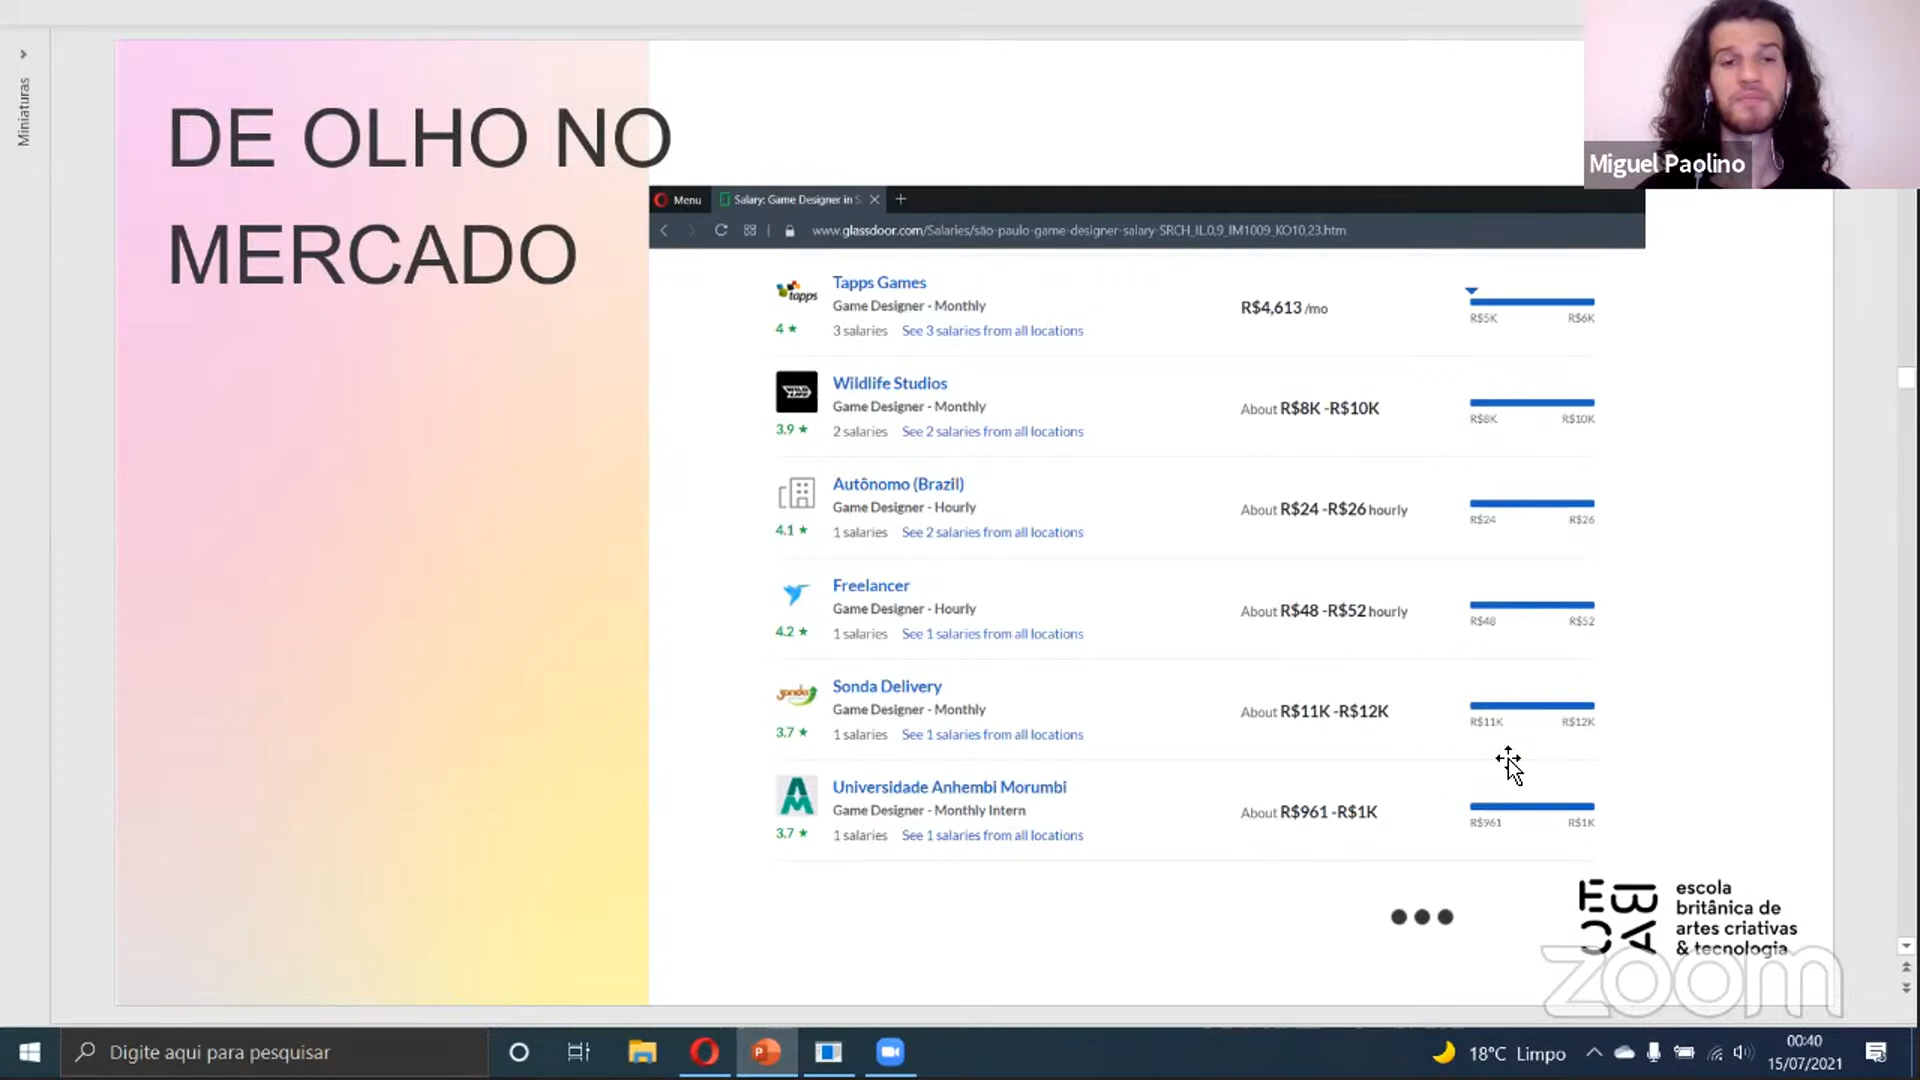 Miniaturas
DE OLHO NO
MERCADO
Miguel Paolino
Menu
Salary: Game Designer in S
www.glassdoor.com/Salaries/são-paulo-game-designer-salary-SRCH_IL.0,9_IM1009_KO10,23.htm
tapps
Tapps Games
Game Designer - Monthly
4 ★
3 salaries See 3 salaries from all locations
R$4,613 /mo
R$5K R$6K
Wildlife Studios
Game Designer - Monthly
3.9 ★
2 salaries See 2 salaries from all locations
About R$8K -R$10K
R$8K R$10K
Autônomo (Brazil)
Game Designer - Hourly
4.1 ★
1 salaries See 2 salaries from all locations
About R$24 -R$26 hourly
R$24 R$26
Freelancer
Game Designer - Hourly
4.2 ★
1 salaries See 1 salaries from all locations
About R$48 -R$52 hourly
R$48 R$52
sonda
Sonda Delivery
Game Designer - Monthly
3.7 ★
1 salaries See 1 salaries from all locations
About R$11K -R$12K
R$11K R$12K
Universidade Anhembi Morumbi
Game Designer - Monthly Intern
3.7 ★
1 salaries See 1 salaries from all locations
About R$961 -R$1K
R$961 R$1K
escola
britânica de
artes criativas
& tecnologia
zoom
Digite aqui para pesquisar
18°C Limpo
00:40
15/07/2021